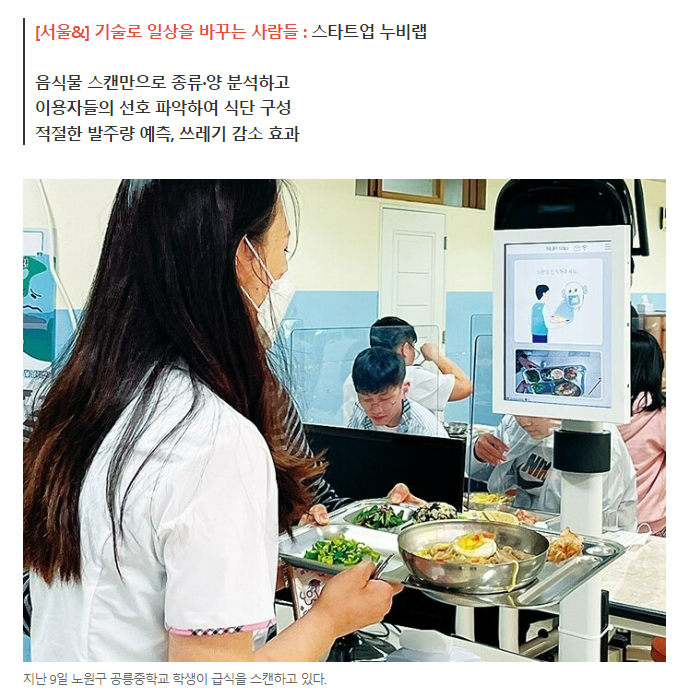 [서울&] 기술로 일상을 바꾸는 사람들 : 스타트업 누비랩
음식물 스캔만으로 종류·양 분석하고
이용자들의 선호 파악하여 식단 구성
적절한 발주량 예측, 쓰레기 감소 효과
지난 9일 노원구 공릉중학교 학생이 급식을 스캔하고 있다.